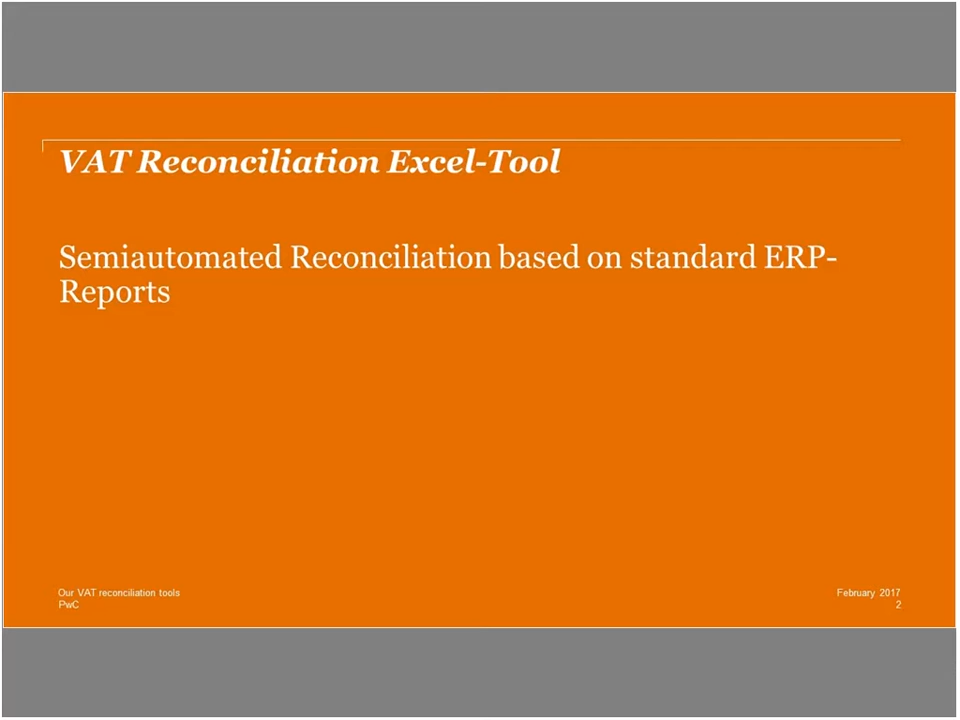 VAT Reconciliation Excel-Tool
Semiautomated Reconciliation based on standard ERP-
Reports
Our VAT reconciliation tools
PwC
February 2017
2